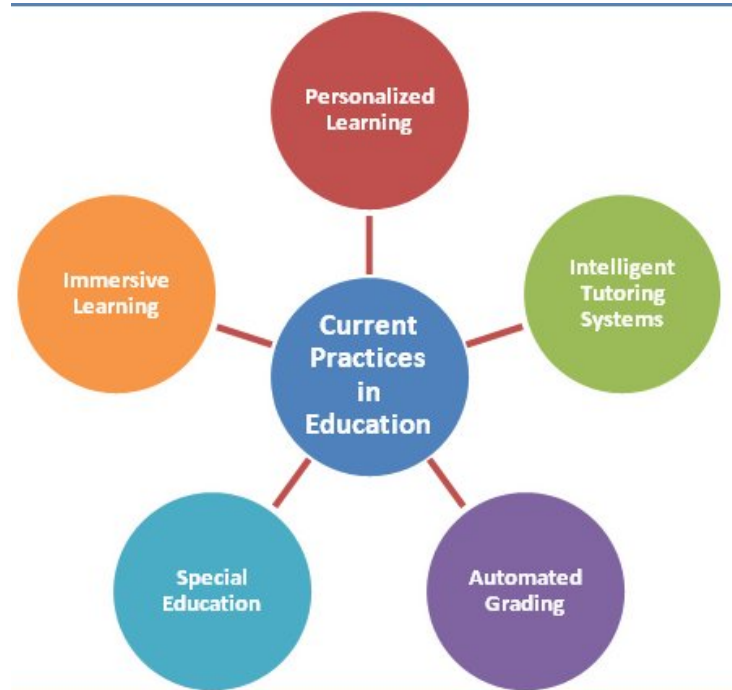 Personalized
Learning
Intelligent
Tutoring
Systems
Automated
Grading
Special
Education
Immersive
Learning
Current
Practices
in
Education